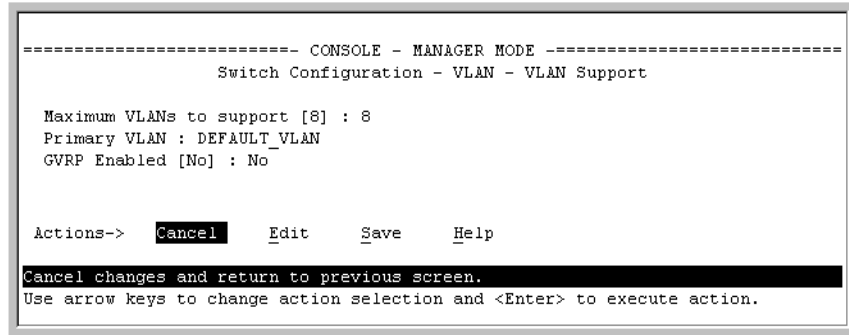 ===========================- CONSOLE - MANAGER MODE -============================
Switch Configuration - VLAN - VLAN Support
Maximum VLANs to support [8] : 8
Primary VLAN : DEFAULT_VLAN
GVRP Enabled [No] : No
Actions-> Cancel Edit Save Help
Cancel changes and return to previous screen.
Use arrow keys to change action selection and <Enter> to execute action.